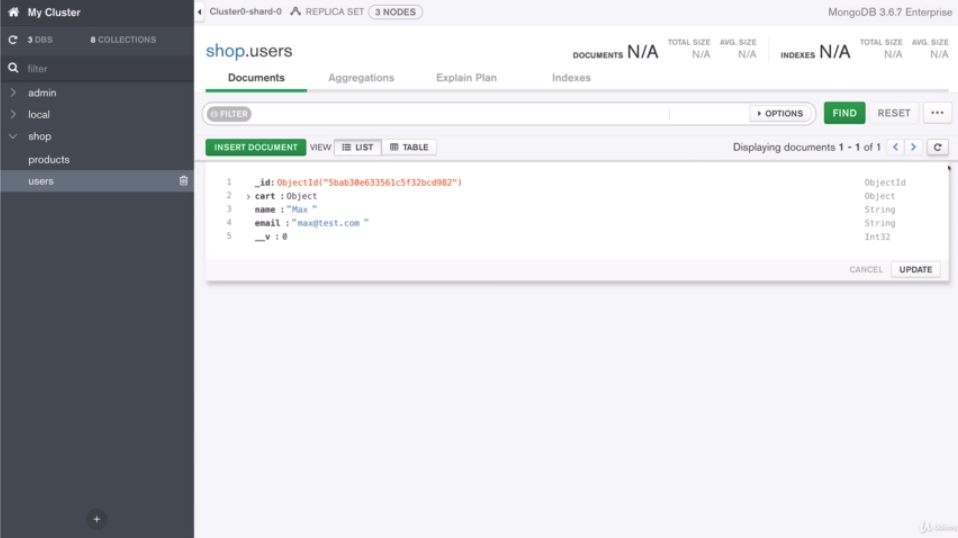 My Cluster
Cluster0-shard-0 REPLICA SET 3 NODES
MongoDB 3.6.7 Enterprise
3 DBS 8 COLLECTIONS
filter
admin
local
shop
products
users
shop.users
DOCUMENTS N/A TOTAL SIZE N/A AVG. SIZE N/A
INDEXES N/A TOTAL SIZE N/A AVG. SIZE N/A
Documents Aggregations Explain Plan Indexes
FILTER OPTIONS FIND RESET ...
INSERT DOCUMENT VIEW LIST TABLE Displaying documents 1 - 1 of 1
1 _id: ObjectId("5bab30e633561c5f32bcd982") ObjectId
2 cart : Object Object
3 name : "Max " String
4 email : "max@test.com " String
5 __v : 0 Int32
CANCEL UPDATE
+
Udemy